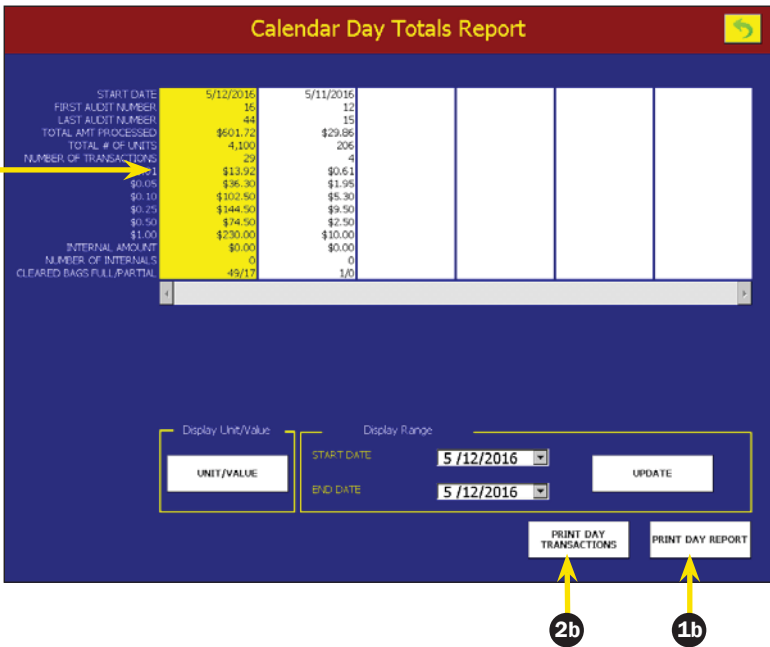 Calendar Day Totals Report
START DATE 5/12/2016 5/11/2016
FIRST AUDIT NUMBER 16 12
LAST AUDIT NUMBER 44 15
TOTAL AMT PROCESSED $601.72 $29.86
TOTAL # OF UNITS 4,100 206
NUMBER OF TRANSACTIONS 29 4
01 $13.92 $0.61
$0.05 $36.30 $1.95
$0.10 $102.50 $5.30
$0.25 $144.50 $9.50
$0.50 $74.50 $2.50
$1.00 $230.00 $10.00
INTERNAL AMOUNT $0.00 $0.00
NUMBER OF INTERNALS 0 0
CLEARED BAGS FULL/PARTIAL 49/17 1/0
Display Unit/Value Display Range
UNIT/VALUE
START DATE 5 /12/2016
END DATE 5 /12/2016
UPDATE
PRINT DAY
TRANSACTIONS
PRINT DAY REPORT
2b 1b